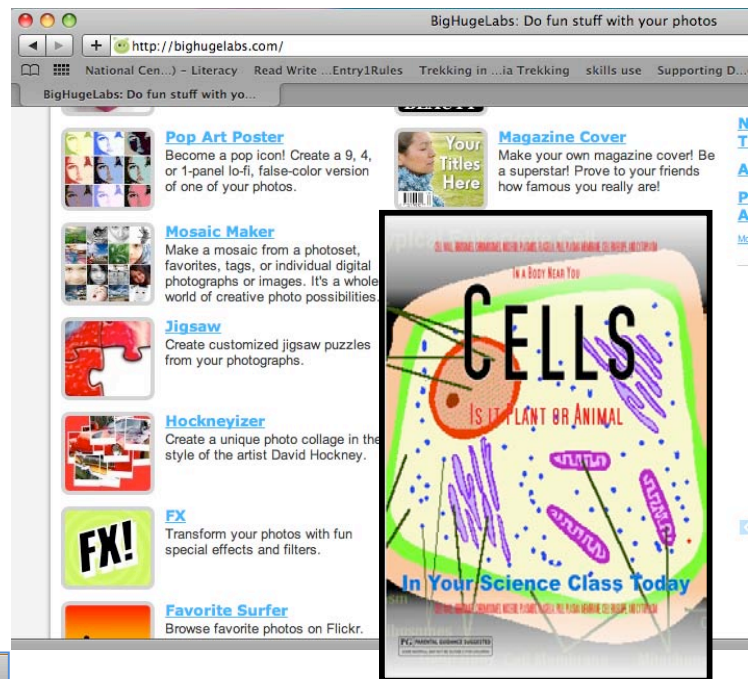 BigHugeLabs: Do fun stuff with your photos
http://bighugelabs.com/
National Cen...) – Literacy Read Write ...Entry1Rules Trekking in ...ia Trekking skills use Supporting D...
BigHugeLabs: Do fun stuff with yo...
Pop Art Poster
Become a pop icon! Create a 9, 4,
or 1-panel lo-fi, false-color version
of one of your photos.
Your
Titles
Here
Magazine Cover
Make your own magazine cover! Be
a superstar! Prove to your friends
how famous you really are!
Mosaic Maker
Make a mosaic from a photoset,
favorites, tags, or individual digital
photographs or images. It's a whole
world of creative photo possibilities.
Jigsaw
Create customized jigsaw puzzles
from your photographs.
Hockneyizer
Create a unique photo collage in the
style of the artist David Hockney.
FX!
FX
Transform your photos with fun
special effects and filters.
Favorite Surfer
Browse favorite photos on Flickr.
In a Body Near You
Cells
Is it Plant or Animal
In Your Science Class Today
PG PARENTAL GUIDANCE SUGGESTED